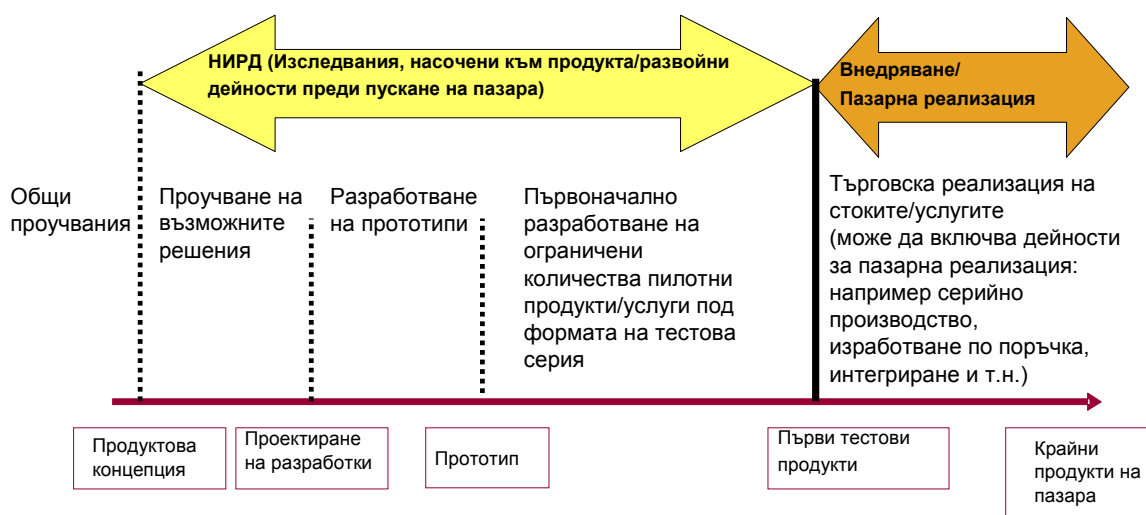 НИРД (Изследвания, насочени към продукта/развойни
дейности преди пускане на пазара)
Внедряване/
Пазарна реализация
Общи
проучвания
Проучване на
възможните
решения
Разработване
на прототипи
Първоначално
разработване на
ограничени
количества пилотни
продукти/услуги под
формата на тестова
серия
Търговска реализация на
стоките/услугите
(може да включва дейности
за пазарна реализация:
например серийно
производство,
изработване по поръчка,
интегриране и т.н.)
Продуктова
концепция
Проектиране
на разработки
Прототип
Първи тестови
продукти
Крайни
продукти на
пазара